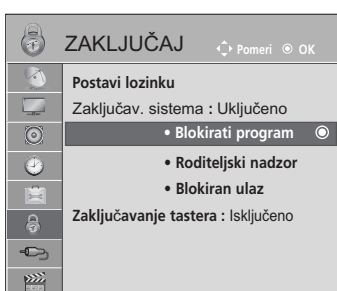 ZAKLJUČAJ Pomeri OK
Postavi lozinku
Zaključav. sistema : Uključeno
• Blokirati program
• Roditeljski nadzor
• Blokiran ulaz
Zaključavanje tastera : Isključeno